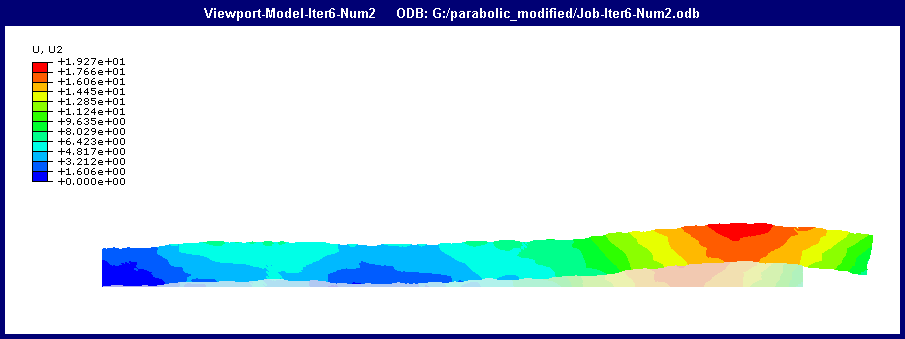 Viewport-Model-Iter6-Num2 ODB: G:/parabolic_modified/Job-Iter6-Num2.odb
U, U2
+1.927e+01
+1.766e+01
+1.606e+01
+1.445e+01
+1.285e+01
+1.124e+01
+9.635e+00
+8.029e+00
+6.423e+00
+4.817e+00
+3.212e+00
+1.606e+00
+0.000e+00